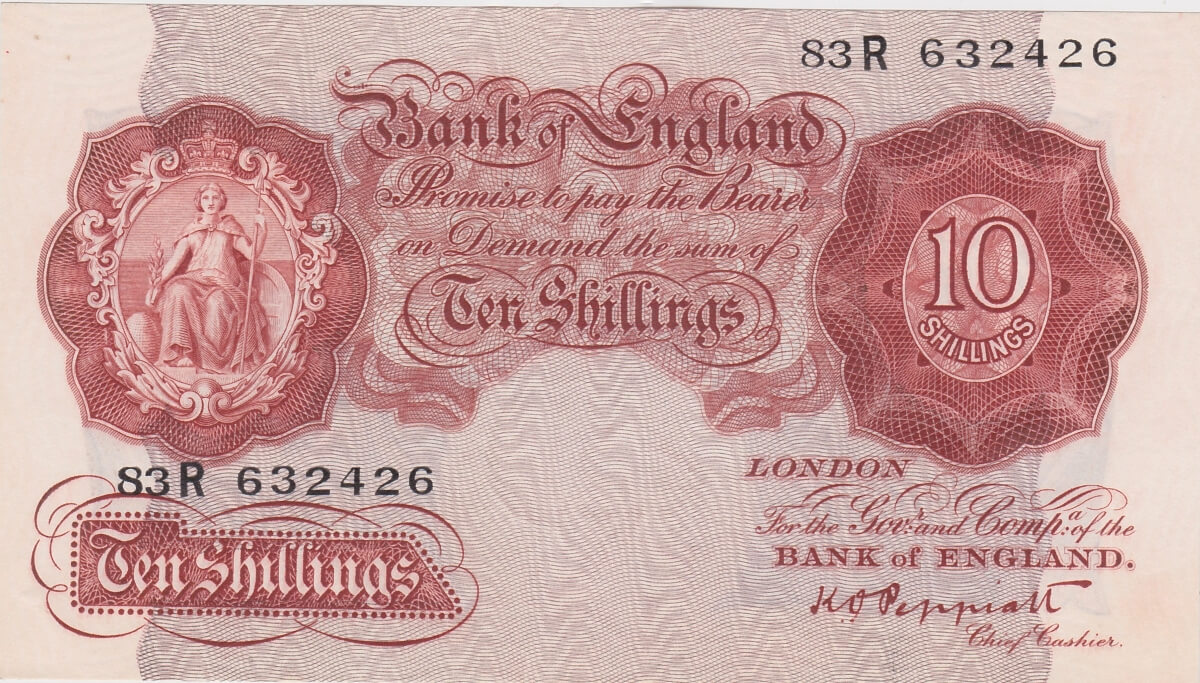 83R 632426
Bank of England
Promise to pay the Bearer
on Demand the sum of
Ten Shillings
10
SHILLINGS
83R 632426
Ten Shillings
LONDON
For the Govr. and Compa. of the
BANK of ENGLAND.
K O Peppiatt
Chief Cashier.